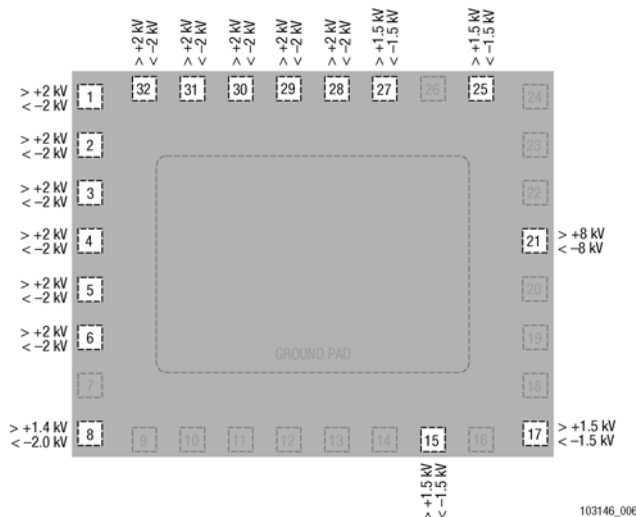 > +2 kV
< –2 kV
> +2 kV
< –2 kV
> +2 kV
< –2 kV
> +2 kV
< –2 kV
> +2 kV
< –2 kV
> +1.5 kV
< –1.5 kV
> +1.5 kV
< –1.5 kV
32 31 30 29 28 27 26 25
> +2 kV
< –2 kV
1
24
> +2 kV
< –2 kV
2
23
> +2 kV
< –2 kV
3
22
> +2 kV
< –2 kV
4
21
> +8 kV
< –8 kV
> +2 kV
< –2 kV
5
20
> +2 kV
< –2 kV
6
19
GROUND PAD
7
18
> +1.4 kV
< –2.0 kV
8
17
> +1.5 kV
< –1.5 kV
9 10 11 12 13 14 15 16
> +1.5 kV
< –1.5 kV
103146_006